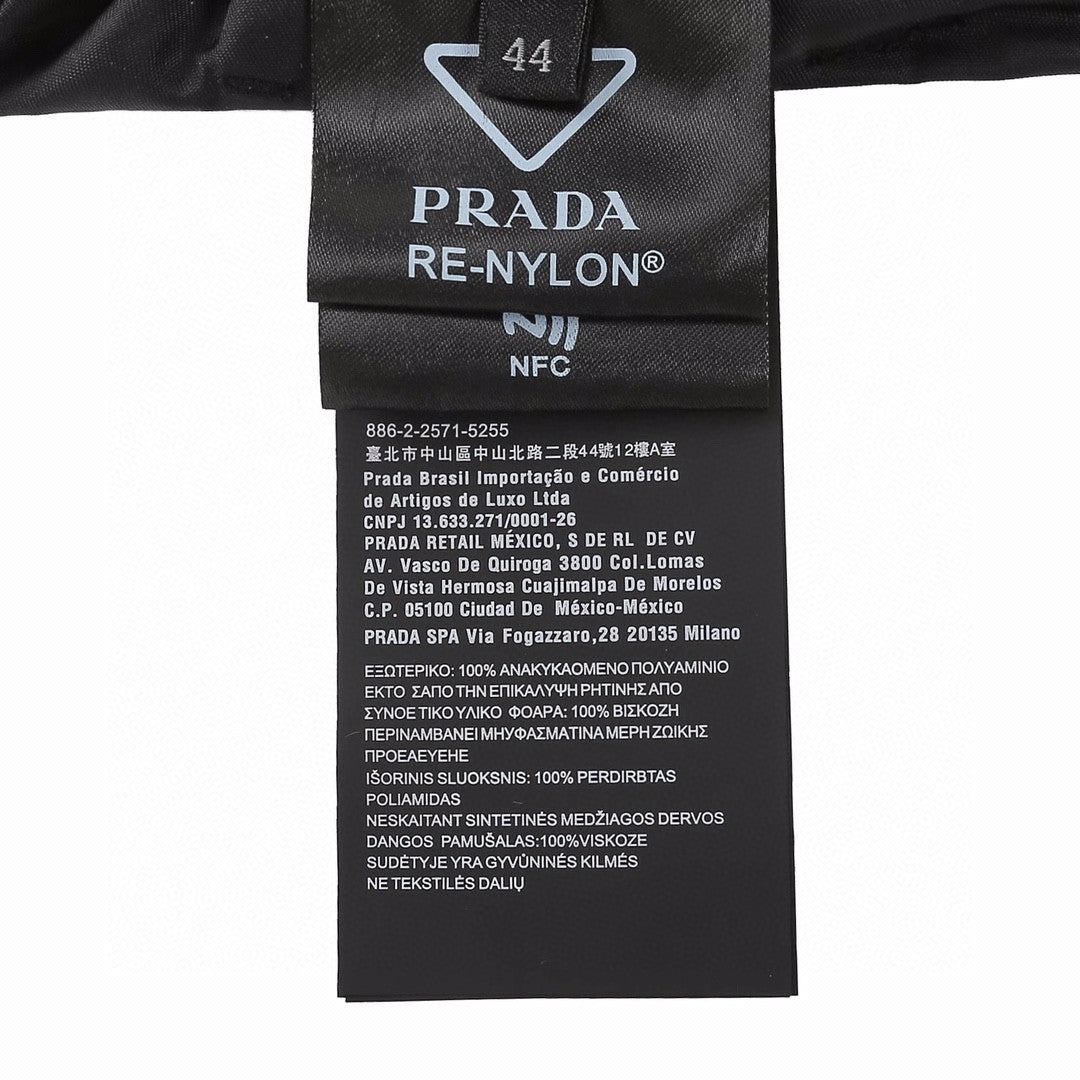 44
PRADA
RE-NYLON®
NFC
886-2-2571-5255
臺北市中山區中山北路二段44號12樓A室
Prada Brasil Importação e Comércio
de Artigos de Luxo Ltda
CNPJ 13.633.271/0001-26
PRADA RETAIL MÉXICO, S DE RL DE CV
AV. Vasco De Quiroga 3800 Col.Lomas
De Vista Hermosa Cuajimalpa De Morelos
C.P. 05100 Ciudad De México-México
PRADA SPA Via Fogazzaro,28 20135 Milano
ΕΞΩΤΕΡΙΚΟ: 100% ΑΝΑΚΥΚΑΟΜΕΝΟ ΠΟΛΥΑΜΙΝΙΟ
ΕΚΤΟ ΣΑΠΟ ΤΗΝ ΕΠΙΚΑΛΥΨΗ ΡΗΤΙΝΗΣ ΑΠΟ
ΣΥΝΟΕΤΙΚΟ ΥΛΙΚΟ ΦΟΑΡΑ: 100% ΒΙΣΚΟΖΗ
ΠΕΡΙΝΑΜΒΑΝΕΙ ΜΗΥΦΑΣΜΑΤΙΝΑ ΜΕΡΗ ΖΩΙΚΗΣ
ΠΡΟΕΑΕΥΕΗΕ
IŠORINIS SLUOKSNIS: 100% PERDIRBTAS
POLIAMIDAS
NESKAITANT SINTETINĖS MEDŽIAGOS DERVOS
DANGOS PAMUŠALAS:100%VISKOZE
SUDĖTYJE YRA GYVŮNINĖS KILMĖS
NE TEKSTILĖS DALIŲ